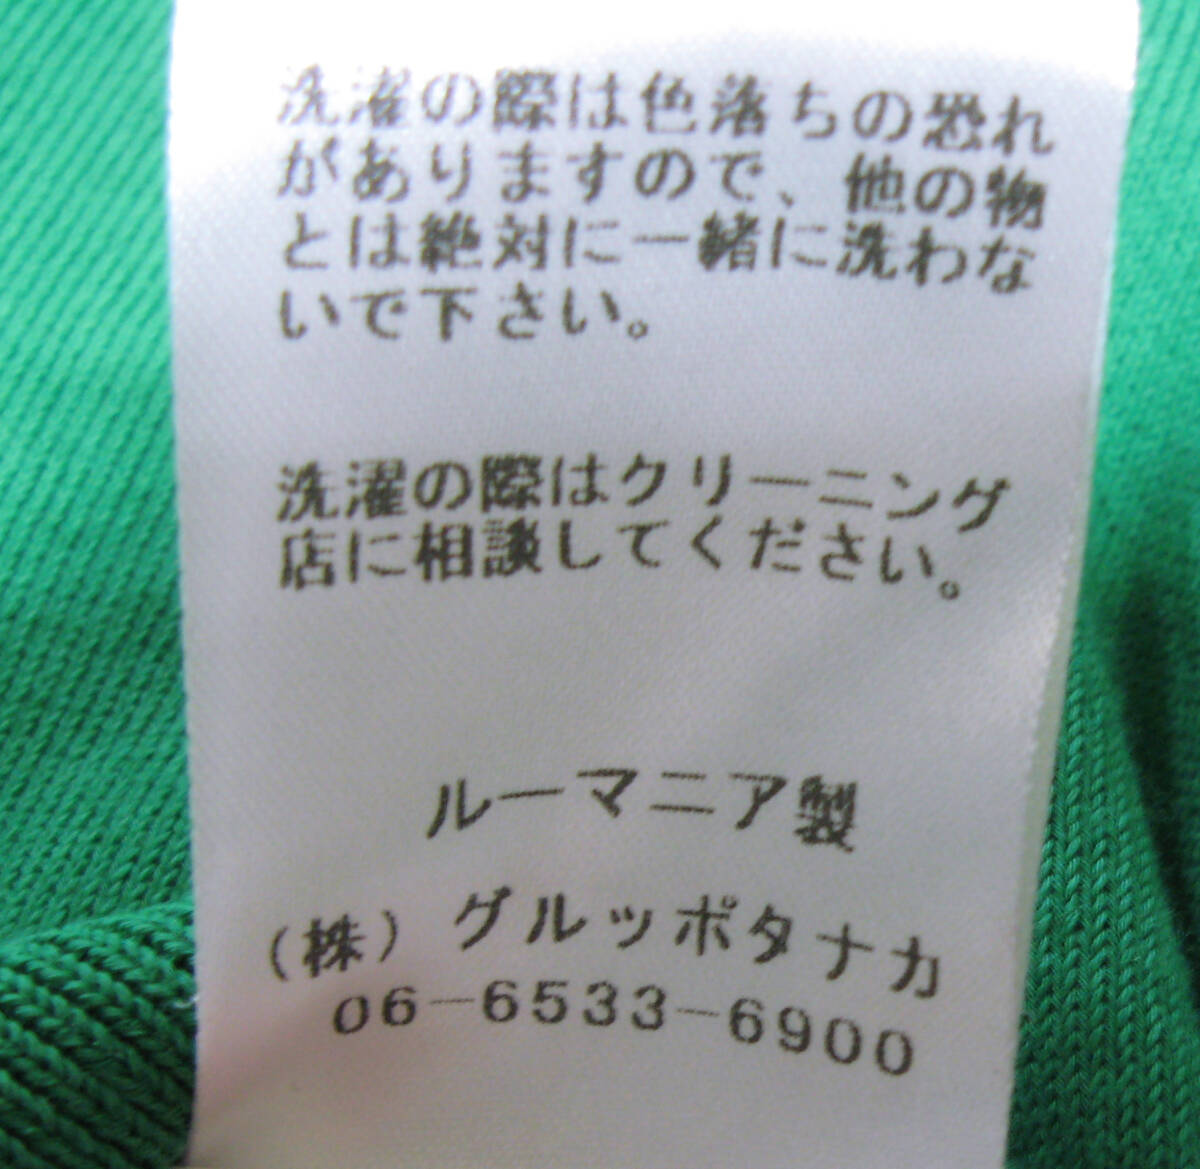 洗濯の際は色落ちの恐れ
がありますので、他の物
とは絶対に一緒に洗わな
いで下さい。
洗濯の際はクリーニング
店に相談してください。
ルーマニア製
(株)グルッポタナカ
06-6533-6900